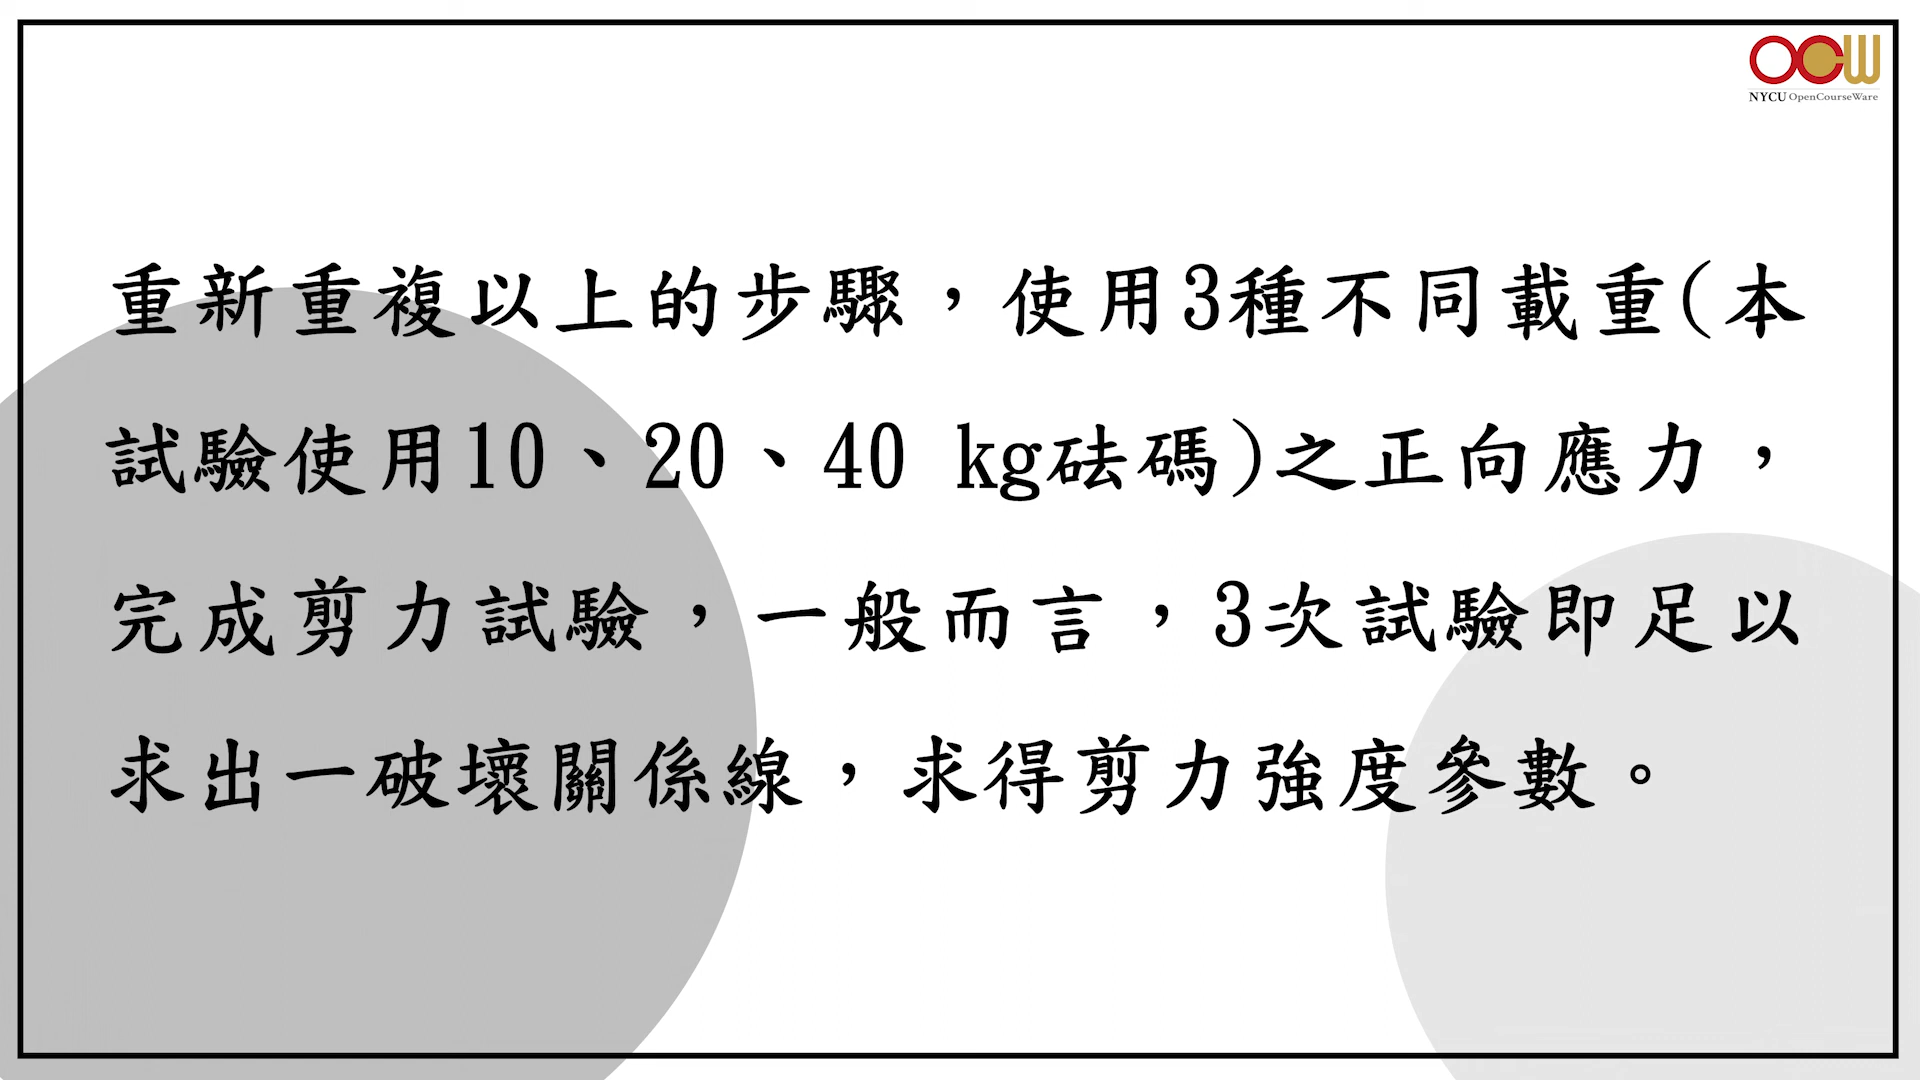 OCW
NYCU OpenCourseWare
重新重複以上的步驟，使用3種不同載重(本
試驗使用10、20、40 kg砝碼)之正向應力，
完成剪力試驗，一般而言，3次試驗即足以
求出一破壞關係線，求得剪力強度參數。